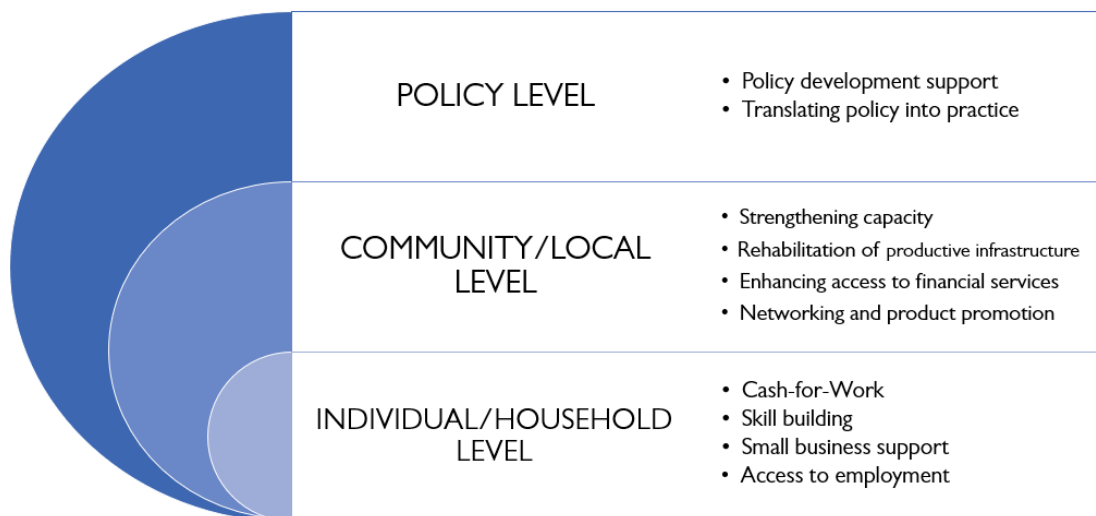 POLICY LEVEL
• Policy development support
• Translating policy into practice
COMMUNITY/LOCAL
LEVEL
• Strengthening capacity
• Rehabilitation of productive infrastructure
• Enhancing access to financial services
• Networking and product promotion
INDIVIDUAL/HOUSEHOLD
LEVEL
• Cash-for-Work
• Skill building
• Small business support
• Access to employment